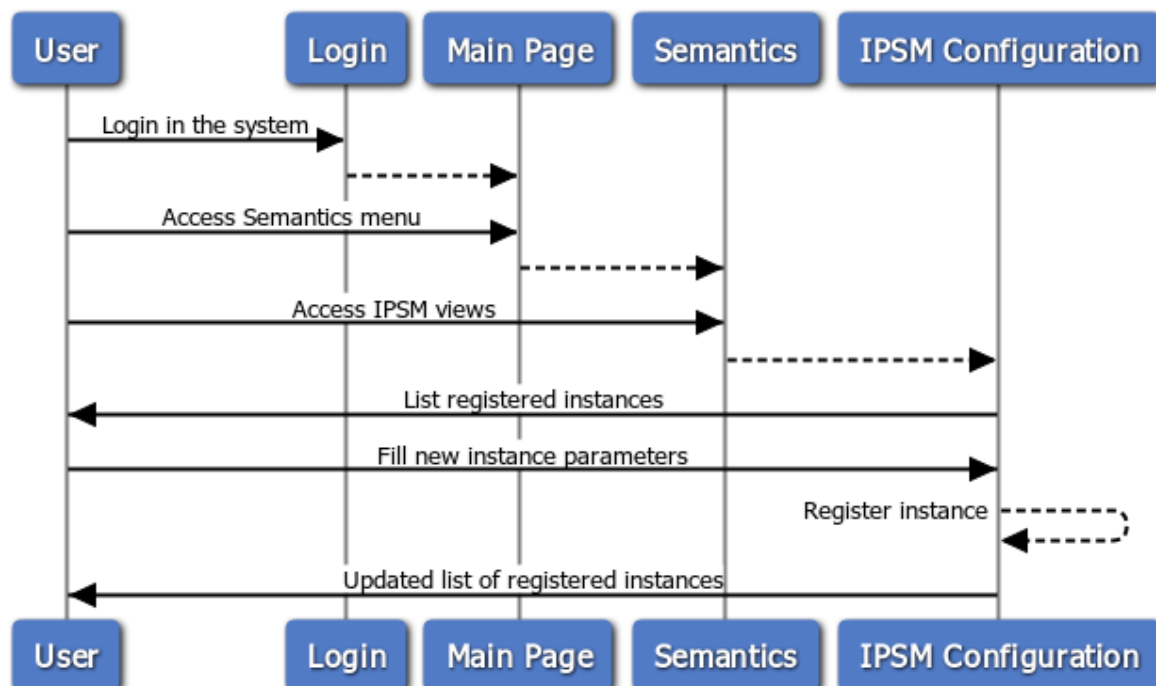 User Login Main Page Semantics IPSM Configuration
Login in the system
Access Semantics menu
Access IPSM views
List registered instances
Fill new instance parameters
Register instance
Updated list of registered instances
User Login Main Page Semantics IPSM Configuration